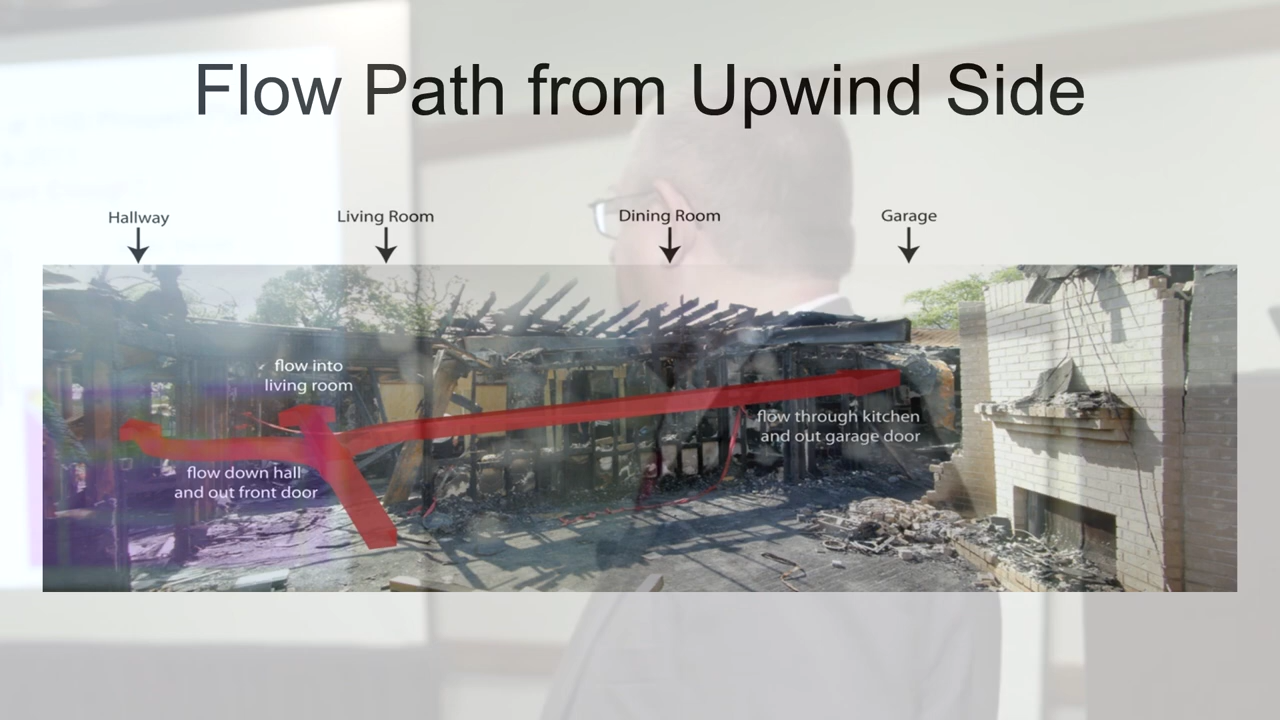 Flow Path from Upwind Side
Hallway
Living Room
Dining Room
Garage
flow into
living room
flow through kitchen
and out garage door
flow down hall
and out front door